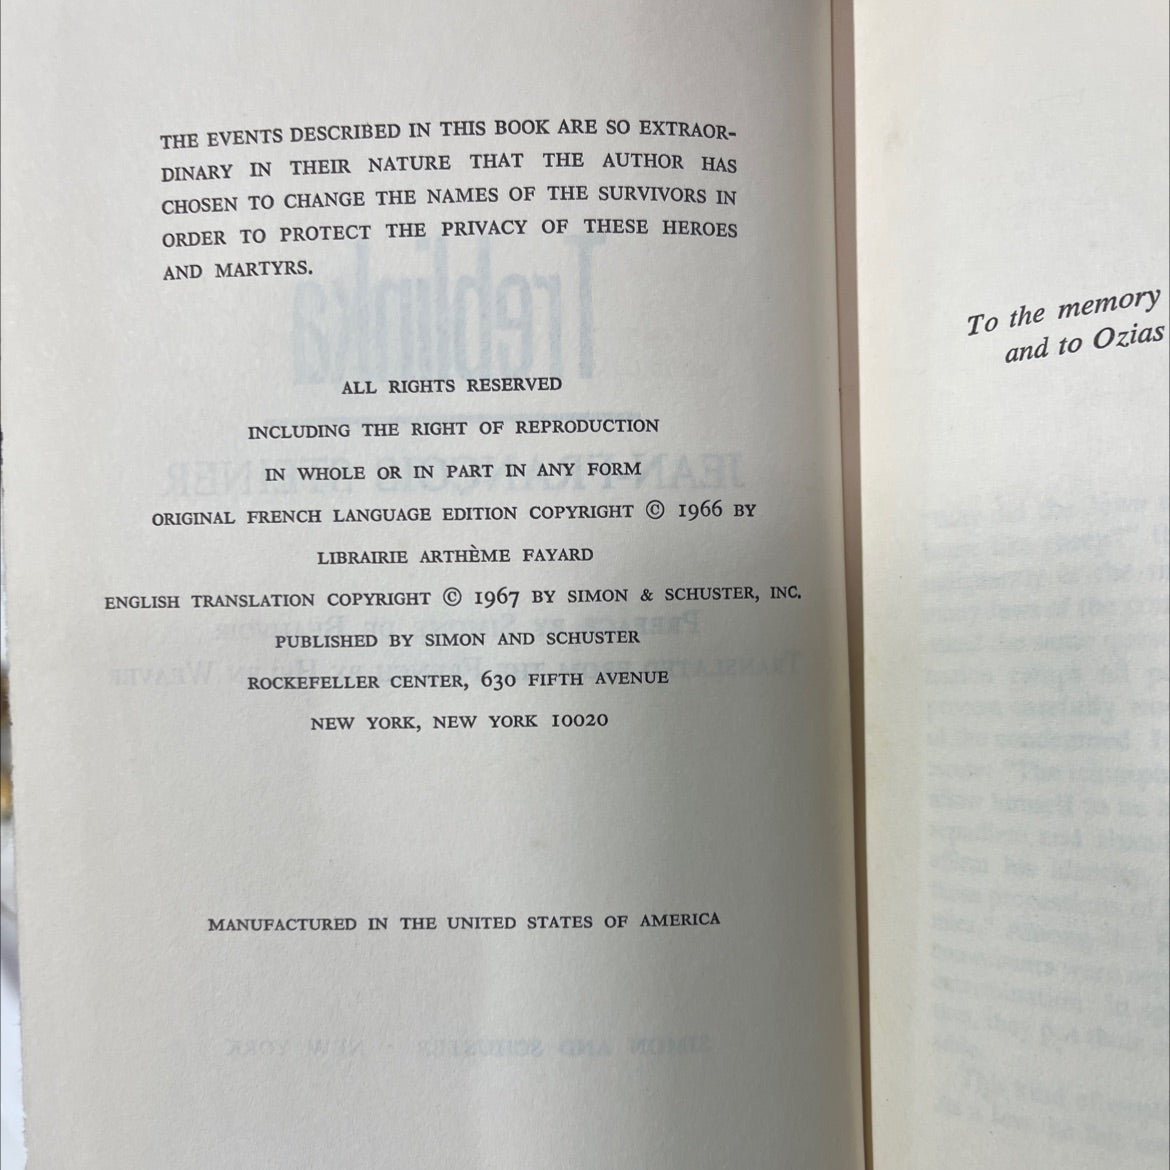 THE EVENTS DESCRIBED IN THIS BOOK ARE SO EXTRAOR-
DINARY IN THEIR NATURE THAT THE AUTHOR HAS
CHOSEN TO CHANGE THE NAMES OF THE SURVIVORS IN
ORDER TO PROTECT THE PRIVACY OF THESE HEROES
AND MARTYRS.
ALL RIGHTS RESERVED
INCLUDING THE RIGHT OF REPRODUCTION
IN WHOLE OR IN PART IN ANY FORM
ORIGINAL FRENCH LANGUAGE EDITION COPYRIGHT © 1966 BY
LIBRAIRIE ARTHÈME FAYARD
ENGLISH TRANSLATION COPYRIGHT © 1967 BY SIMON & SCHUSTER, INC.
PUBLISHED BY SIMON AND SCHUSTER
ROCKEFELLER CENTER, 630 FIFTH AVENUE
NEW YORK, NEW YORK 10020
MANUFACTURED IN THE UNITED STATES OF AMERICA
To the memory
and to Ozias